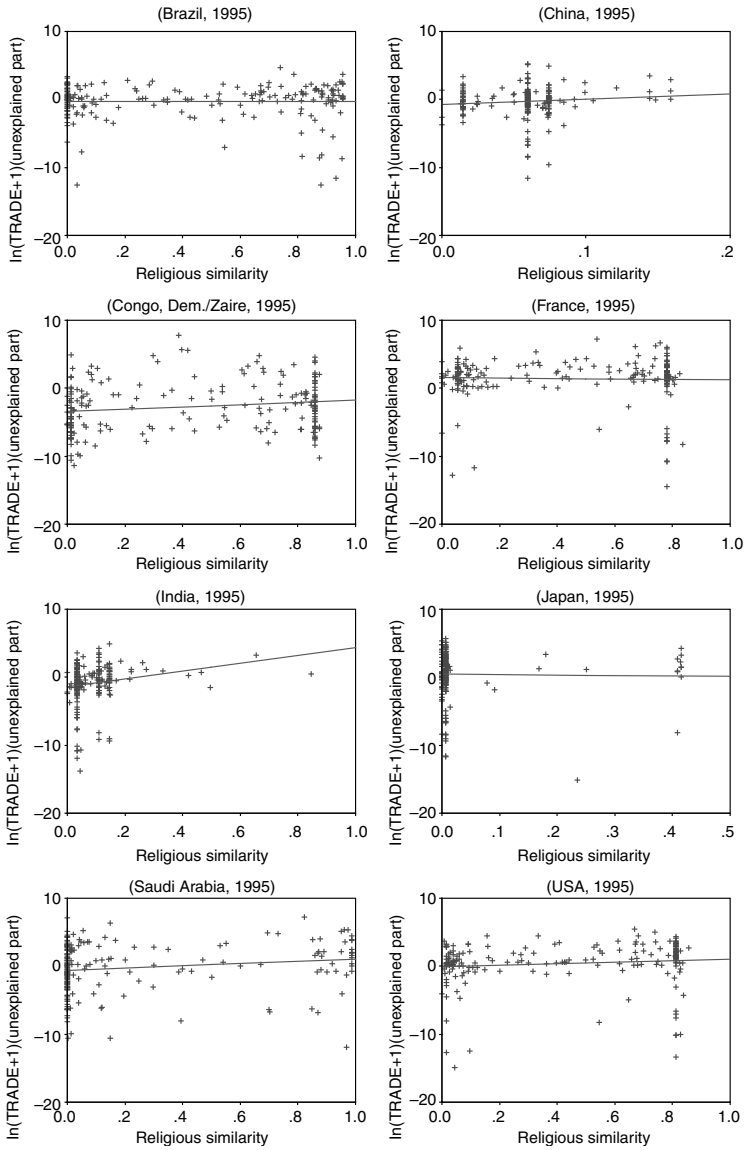 (Brazil, 1995)
10
0
−10
−20
ln(TRADE+1)(unexplained part)
0.0 .2 .4 .6 .8 1.0
Religious similarity
(China, 1995)
10
0
−10
−20
ln(TRADE+1)(unexplained part)
0.0 .1 .2
Religious similarity
(Congo, Dem./Zaire, 1995)
10
0
−10
−20
ln(TRADE+1)(unexplained part)
0.0 .2 .4 .6 .8 1.0
Religious similarity
(France, 1995)
10
0
−10
−20
ln(TRADE+1)(unexplained part)
0.0 .2 .4 .6 .8 1.0
Religious similarity
(India, 1995)
10
0
−10
−20
ln(TRADE+1)(unexplained part)
0.0 .2 .4 .6 .8 1.0
Religious similarity
(Japan, 1995)
10
0
−10
−20
ln(TRADE+1)(unexplained part)
0.0 .1 .2 .3 .4 .5
Religious similarity
(Saudi Arabia, 1995)
10
0
−10
−20
ln(TRADE+1)(unexplained part)
0.0 .2 .4 .6 .8 1.0
Religious similarity
(USA, 1995)
10
0
−10
−20
ln(TRADE+1)(unexplained part)
0.0 .2 .4 .6 .8 1.0
Religious similarity